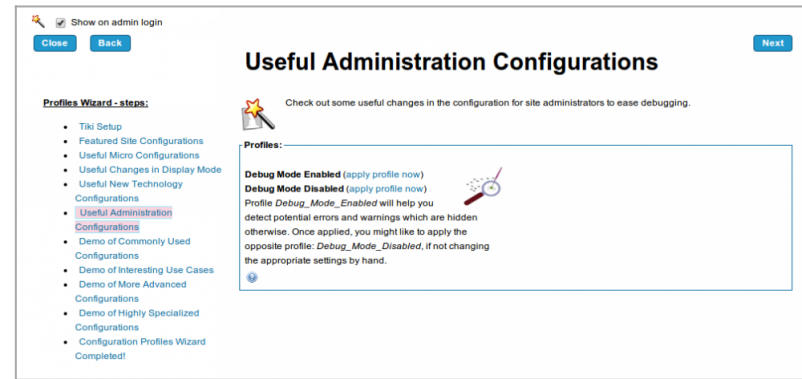 Show on admin login
Close
Back
Next
Useful Administration Configurations
Check out some useful changes in the configuration for site administrators to ease debugging.
Profiles Wizard - steps:
Tiki Setup
Featured Site Configurations
Useful Micro Configurations
Useful Changes in Display Mode
Useful New Technology
Configurations
Useful Administration
Configurations
Demo of Commonly Used
Configurations
Demo of Interesting Use Cases
Demo of More Advanced
Configurations
Demo of Highly Specialized
Configurations
Configuration Profiles Wizard
Completed!
Profiles:
Debug Mode Enabled (apply profile now)
Debug Mode Disabled (apply profile now)
Profile Debug_Mode_Enabled will help you
detect potential errors and warnings which are hidden
otherwise. Once applied, you might like to apply the
opposite profile: Debug_Mode_Disabled, if not changing
the appropriate settings by hand.